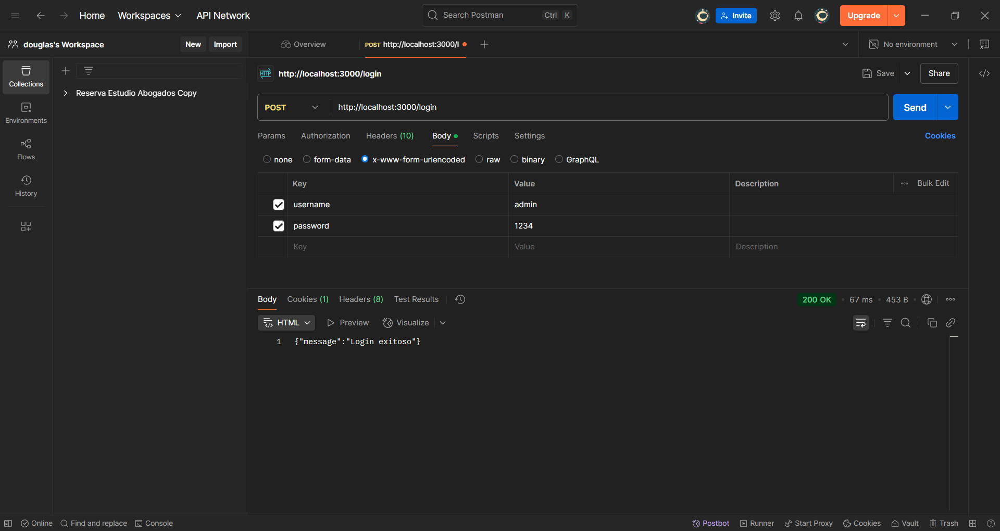 Home Workspaces API Network Search Postman Ctrl K Invite Upgrade
douglas's Workspace New Import Overview POST http://localhost:3000/l No environment
Collections
Reserva Estudio Abogados Copy
Environments
Flows
History
HTTP http://localhost:3000/login Save Share
POST http://localhost:3000/login Send
Params Authorization Headers (10) Body Scripts Settings Cookies
none form-data x-www-form-urlencoded raw binary GraphQL
Key Value Description Bulk Edit
username admin
password 1234
Key Value Description
Body Cookies (1) Headers (8) Test Results 200 OK 67 ms 453 B
HTML Preview Visualize
1 {"message":"Login exitoso"}
Online Find and replace Console Postbot Runner Start Proxy Cookies Vault Trash